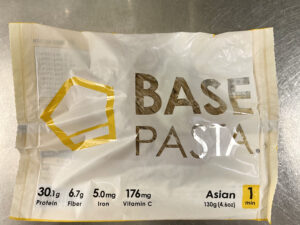 BASE
PASTA.
30.1g 6.7g 5.0mg 176mg Asian 1
Protein Fiber Iron Vitamin C 130g (4.6oz) min